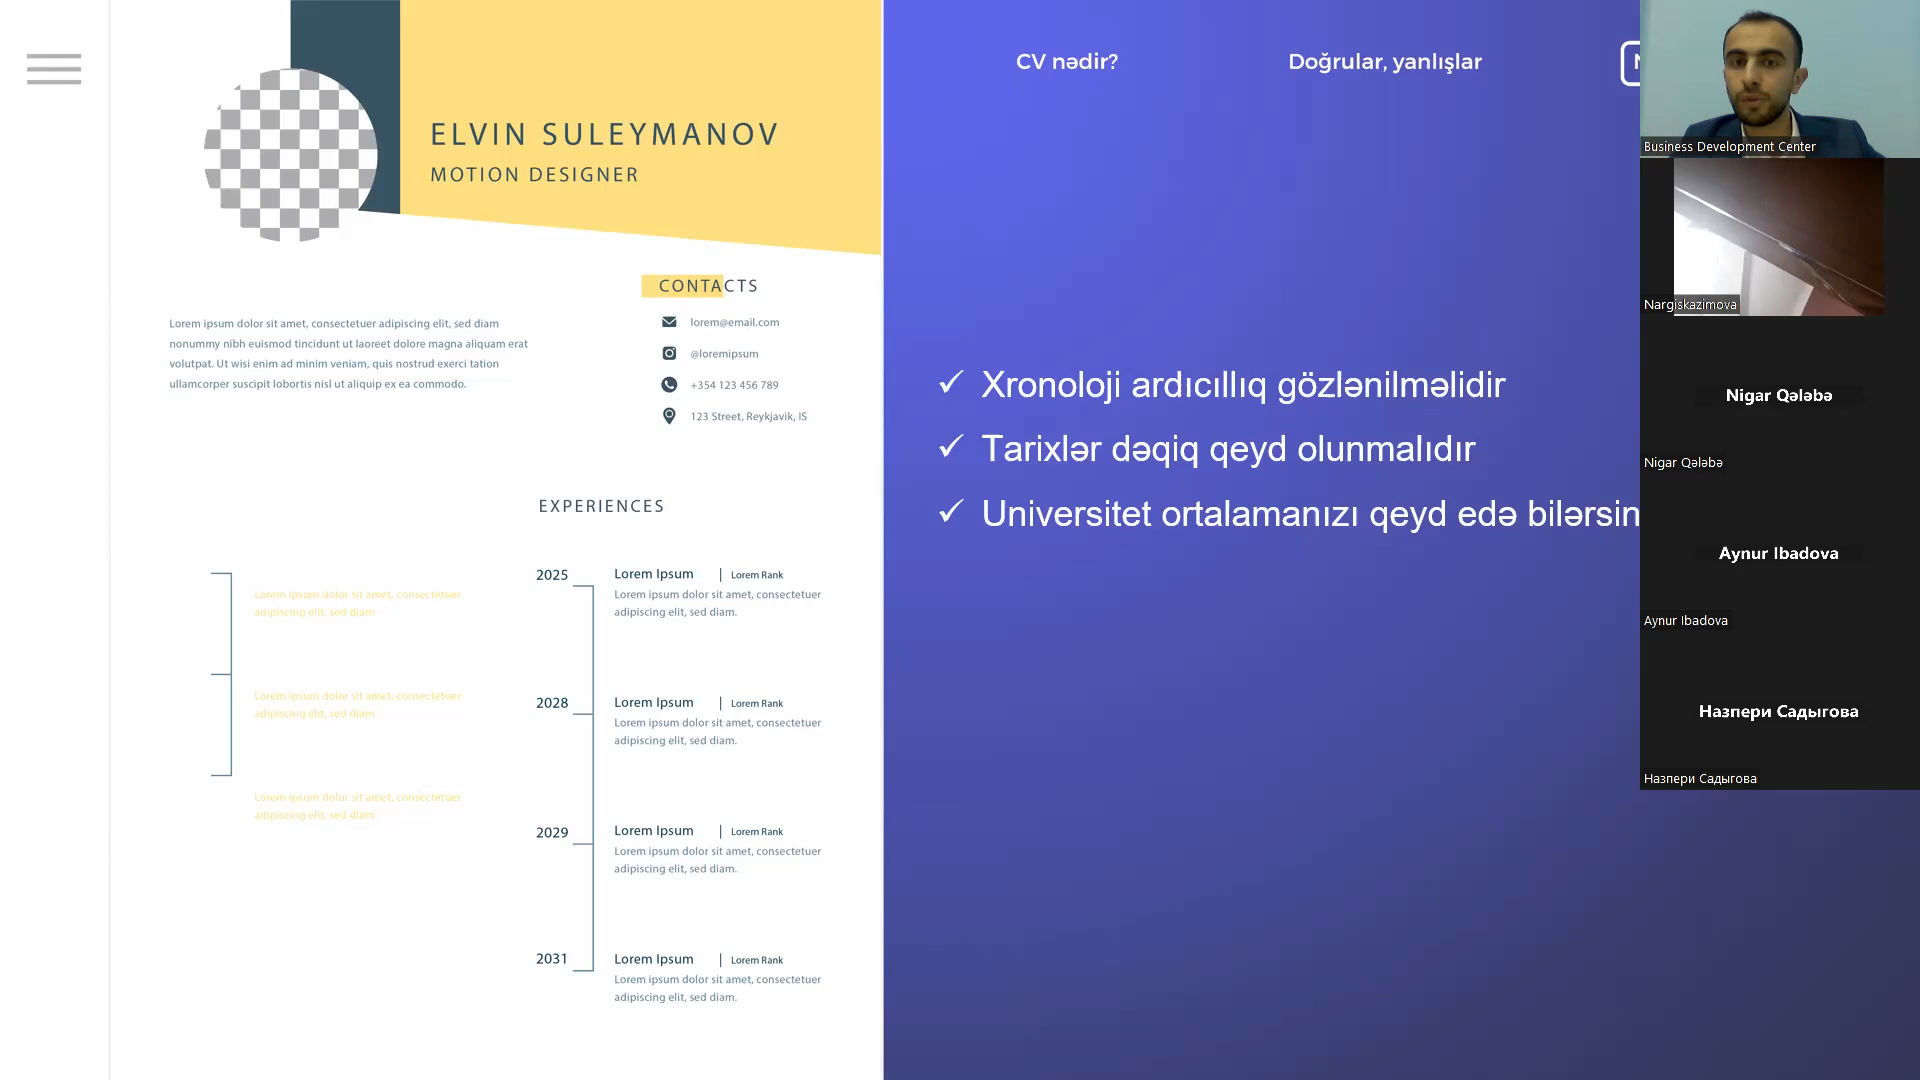 CV nədir?
Doğrular, yanlışlar
ELVIN SULEYMANOV
MOTION DESIGNER
CONTACTS
lorem@email.com
@loremipsum
+354 123 456 789
123 Street, Reykjavik, IS
Lorem ipsum dolor sit amet, consectetuer adipiscing elit, sed diam
nonummy nibh euismod tincidunt ut laoreet dolore magna aliquam erat
volutpat. Ut wisi enim ad minim veniam, quis nostrud exerci tation
ullamcorper suscipit lobortis nisl ut aliquip ex ea commodo.
EXPERIENCES
Lorem ipsum dolor sit amet, consectetuer
adipiscing elit, sed diam.
Lorem ipsum dolor sit amet, consectetuer
adipiscing elit, sed diam.
Lorem ipsum dolor sit amet, consectetuer
adipiscing elit, sed diam.
2025 Lorem Ipsum | Lorem Rank
Lorem ipsum dolor sit amet, consectetuer
adipiscing elit, sed diam.
2028 Lorem Ipsum | Lorem Rank
Lorem ipsum dolor sit amet, consectetuer
adipiscing elit, sed diam.
2029 Lorem Ipsum | Lorem Rank
Lorem ipsum dolor sit amet, consectetuer
adipiscing elit, sed diam.
2031 Lorem Ipsum | Lorem Rank
Lorem ipsum dolor sit amet, consectetuer
adipiscing elit, sed diam.
✓ Xronoloji ardıcıllıq gözlənilməlidir
✓ Tarixlər dəqiq qeyd olunmalıdır
✓ Universitet ortalamanızı qeyd edə bilərsin
Business Development Center
Nargiskazimova
Nigar Qələbə
Nigar Qələbə
Aynur Ibadova
Aynur Ibadova
Назпери Садыгова
Назпери Садыгова